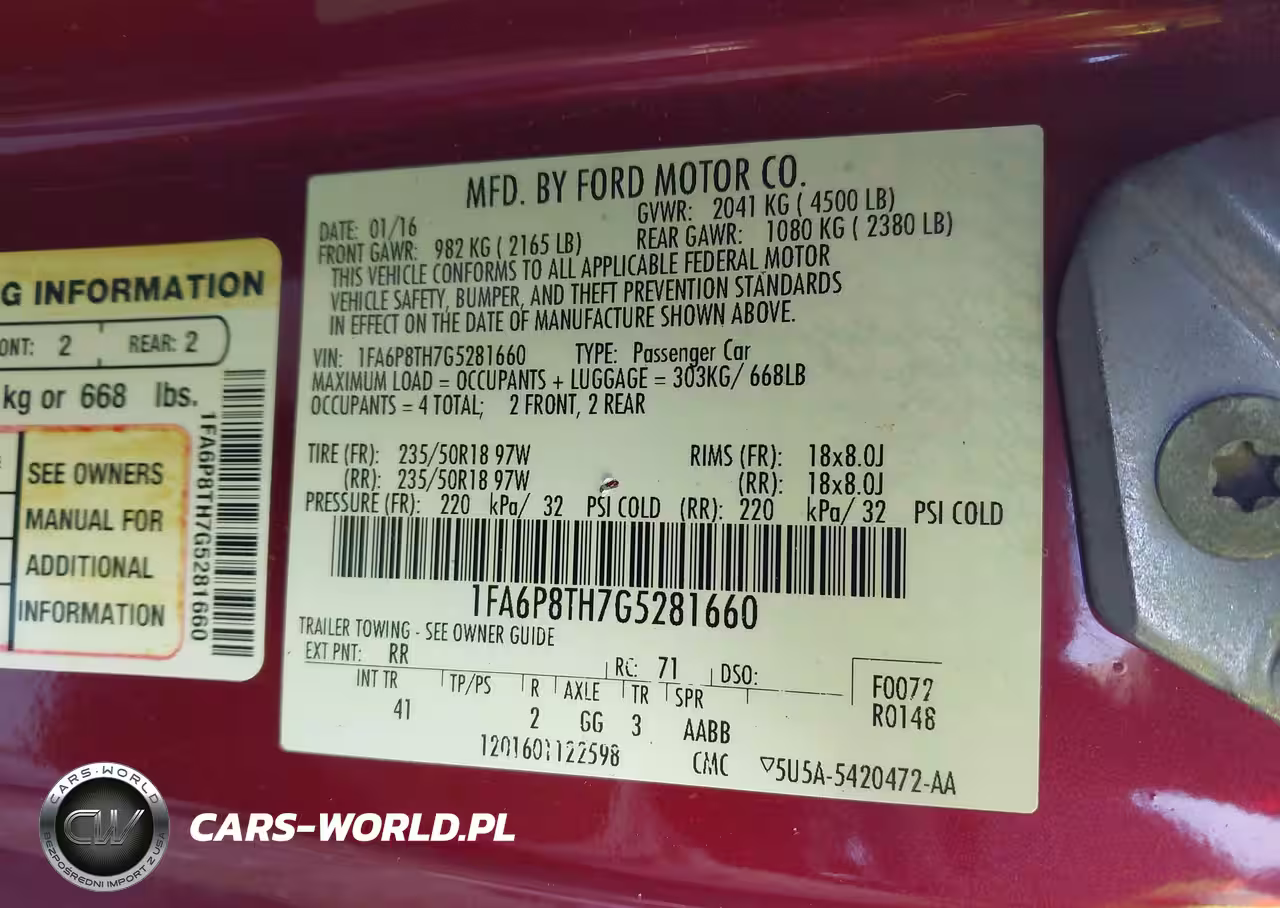 G INFORMATION
ONT: 2 REAR: 2
kg or 668 lbs.
SEE OWNERS
MANUAL FOR
ADDITIONAL
INFORMATION
1FA6P8TH7G5281660
MFD. BY FORD MOTOR CO.
DATE: 01/16 GVWR: 2041 KG ( 4500 LB)
FRONT GAWR: 982 KG ( 2165 LB) REAR GAWR: 1080 KG ( 2380 LB)
THIS VEHICLE CONFORMS TO ALL APPLICABLE FEDERAL MOTOR
VEHICLE SAFETY, BUMPER, AND THEFT PREVENTION STANDARDS
IN EFFECT ON THE DATE OF MANUFACTURE SHOWN ABOVE.
VIN: 1FA6P8TH7G5281660 TYPE: Passenger Car
MAXIMUM LOAD = OCCUPANTS + LUGGAGE = 303KG/ 668LB
OCCUPANTS = 4 TOTAL; 2 FRONT, 2 REAR
TIRE (FR): 235/50R18 97W RIMS (FR): 18x8.0J
(RR): 235/50R18 97W (RR): 18x8.0J
PRESSURE (FR): 220 kPa/ 32 PSI COLD (RR): 220 kPa/ 32 PSI COLD
1FA6P8TH7G5281660
TRAILER TOWING - SEE OWNER GUIDE
EXT PNT: RR RC: 71 DSO:
INT TR TP/PS R AXLE TR SPR F0072
41 2 GG 3 AABB R0148
1201601122598 CMC ▽5U5A-5420472-AA
CARS-WORLD
CW
BEZPOŚREDNI IMPORT Z USA
CARS-WORLD.PL